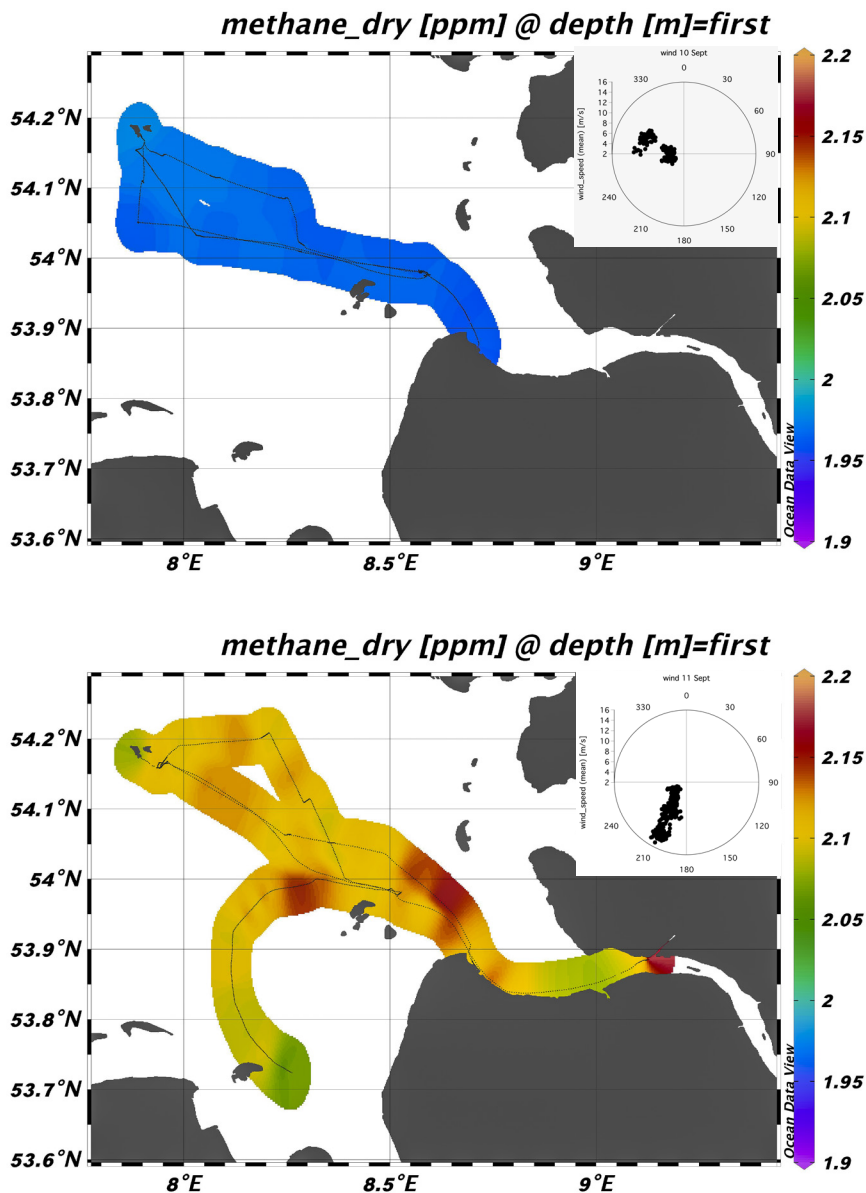 methane_dry [ppm] @ depth [m]=first
wind 10 Sept
0
30
60
90
120
150
180
210
240
330
wind_speed (mean) [m/s]
16
14
12
10
8
6
4
2
54.2°N
54.1°N
54°N
53.9°N
53.8°N
53.7°N
53.6°N
8°E
8.5°E
9°E
2.2
2.15
2.1
2.05
2
1.95
1.9
Ocean Data View
methane_dry [ppm] @ depth [m]=first
wind 11 Sept
0
30
60
90
120
150
180
210
240
330
wind_speed (mean) [m/s]
16
14
12
10
8
6
4
2
54.2°N
54.1°N
54°N
53.9°N
53.8°N
53.7°N
53.6°N
8°E
8.5°E
9°E
2.2
2.15
2.1
2.05
2
1.95
1.9
Ocean Data View